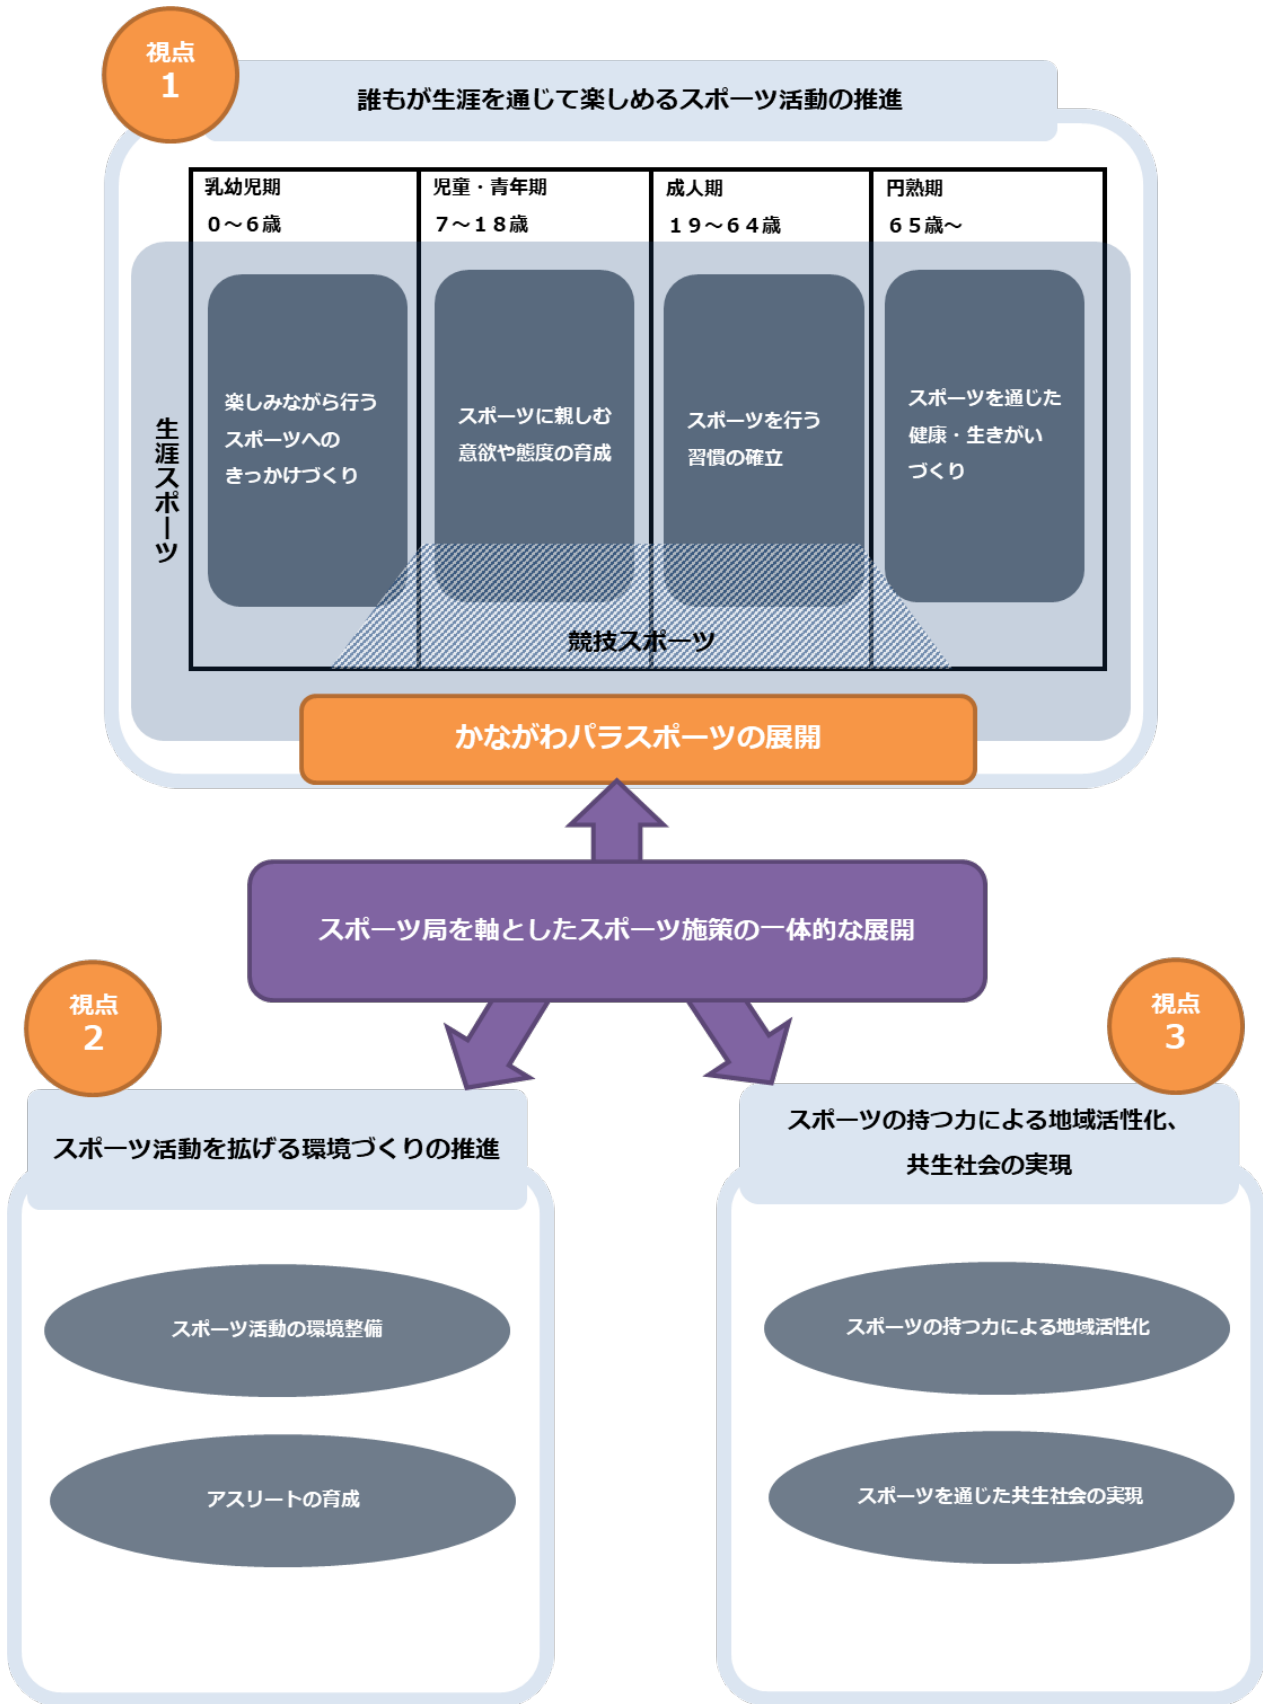 視点
1
誰もが生涯を通じて楽しめるスポーツ活動の推進
乳幼児期
０～６歳
児童・青年期
７～１８歳
成人期
１９～６４歳
円熟期
６５歳～
生涯スポーツ
楽しみながら行う
スポーツへの
きっかけづくり
スポーツに親しむ
意欲や態度の育成
スポーツを行う
習慣の確立
スポーツを通じた
健康・生きがい
づくり
競技スポーツ
かながわパラスポーツの展開
スポーツ局を軸としたスポーツ施策の一体的な展開
視点
2
スポーツ活動を拡げる環境づくりの推進
スポーツ活動の環境整備
アスリートの育成
視点
3
スポーツの持つ力による地域活性化、
共生社会の実現
スポーツの持つ力による地域活性化
スポーツを通じた共生社会の実現